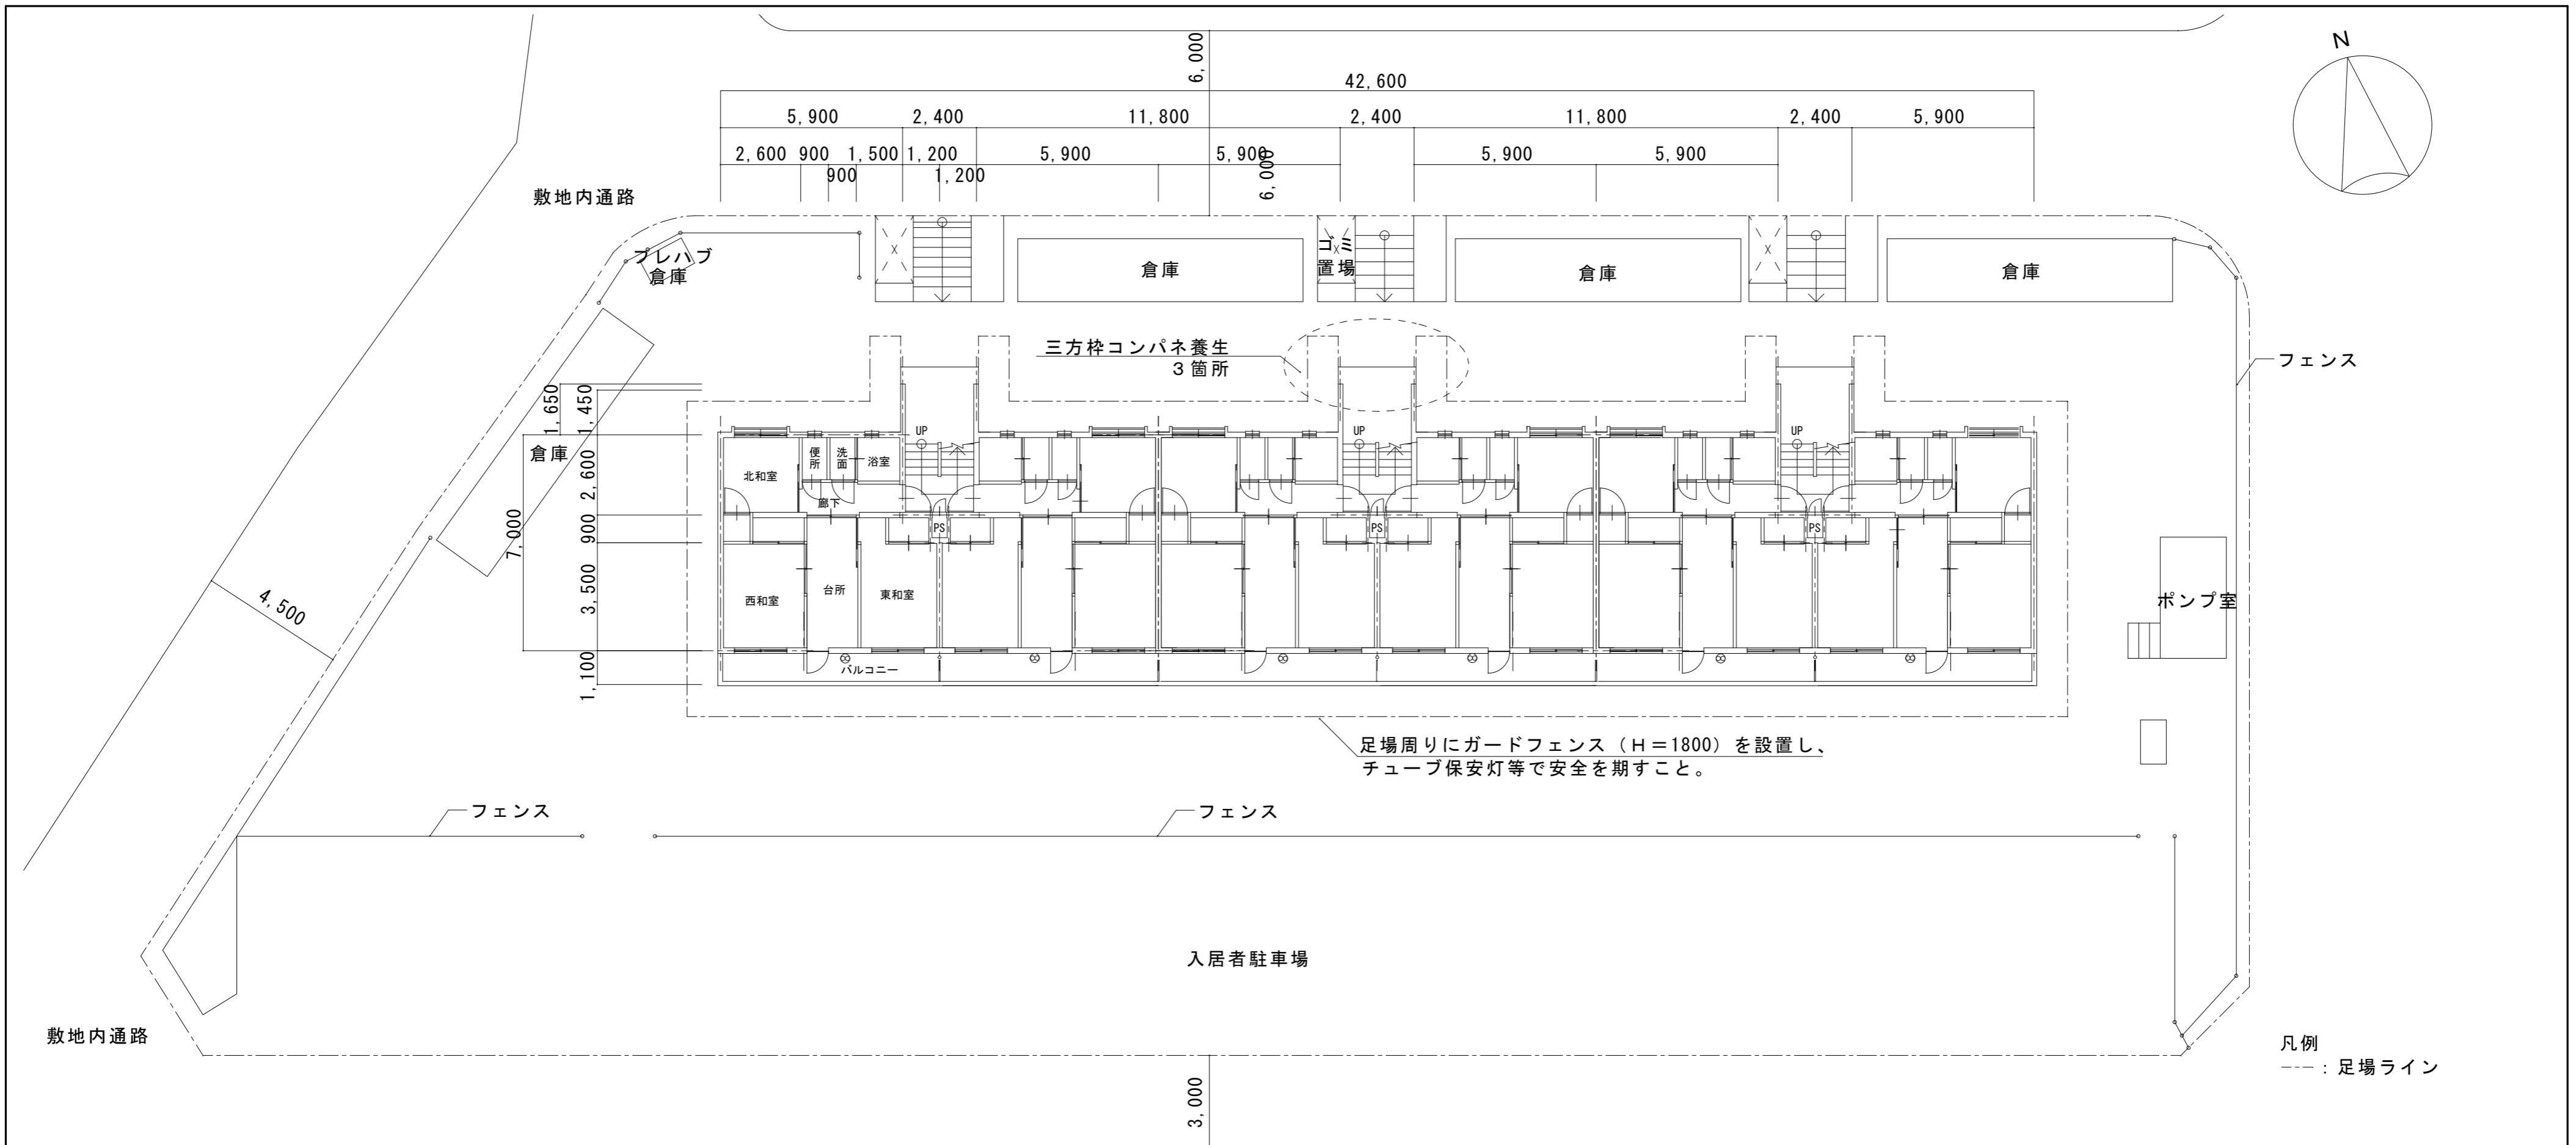 N
6,000
42,600
5,900 2,400 11,800 2,400 11,800 2,400 5,900
2,600 900 1,500 1,200 5,900 5,900 5,900 5,900
900 1,200
6,000
敷地内通路
プレハブ
倉庫
倉庫
ゴミ
置場
倉庫
倉庫
三方枠コンパネ養生
3箇所
フェンス
1,650
1,450
倉庫
7,000
2,600
900
3,500
1,100
UP
UP
UP
北和室
便所
洗面
浴室
廊下
PS
PS
PS
西和室
台所
東和室
バルコニー
4,500
ポンプ室
足場周りにガードフェンス(H=1800)を設置し、
チューブ保安灯等で安全を期すこと。
フェンス
フェンス
入居者駐車場
敷地内通路
3,000
凡例
:足場ライン